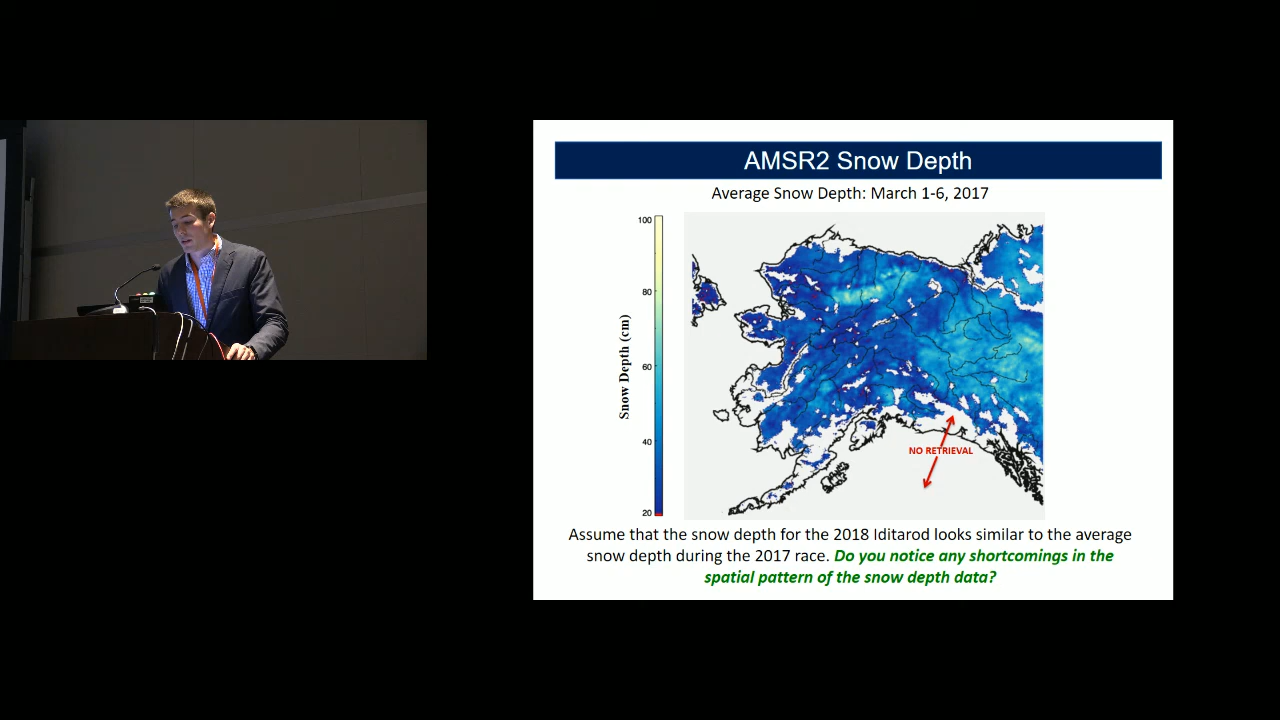 AMSR2 Snow Depth
Average Snow Depth: March 1-6, 2017
100
80
60
40
20
Snow Depth (cm)
NO RETRIEVAL
Assume that the snow depth for the 2018 Iditarod looks similar to the average
snow depth during the 2017 race. Do you notice any shortcomings in the
spatial pattern of the snow depth data?